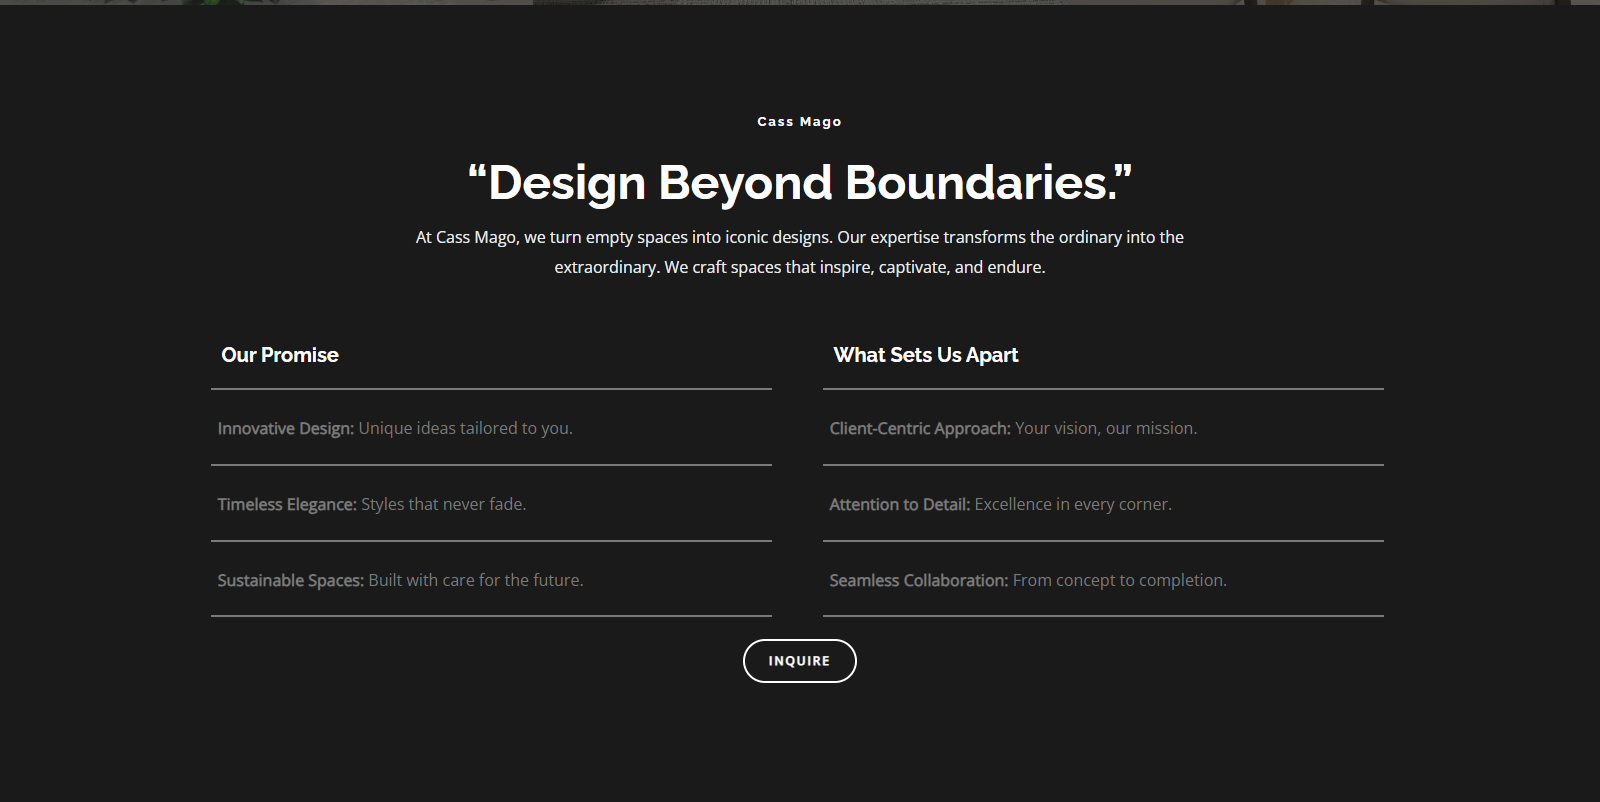 Cass Mago
“Design Beyond Boundaries.”
At Cass Mago, we turn empty spaces into iconic designs. Our expertise transforms the ordinary into the
extraordinary. We craft spaces that inspire, captivate, and endure.
Our Promise
Innovative Design: Unique ideas tailored to you.
Timeless Elegance: Styles that never fade.
Sustainable Spaces: Built with care for the future.
What Sets Us Apart
Client-Centric Approach: Your vision, our mission.
Attention to Detail: Excellence in every corner.
Seamless Collaboration: From concept to completion.
INQUIRE